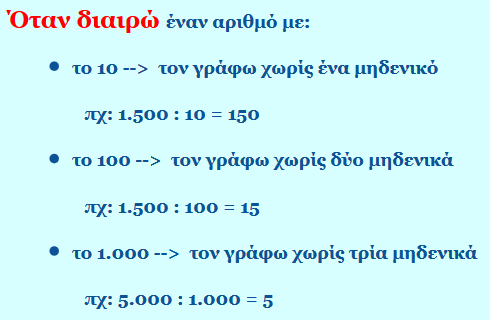 Όταν διαιρώ έναν αριθμό με:
• το 10 --> τον γράφω χωρίς ένα μηδενικό
πχ: 1.500 : 10 = 150
• το 100 --> τον γράφω χωρίς δύο μηδενικά
πχ: 1.500 : 100 = 15
• το 1.000 --> τον γράφω χωρίς τρία μηδενικά
πχ: 5.000 : 1.000 = 5